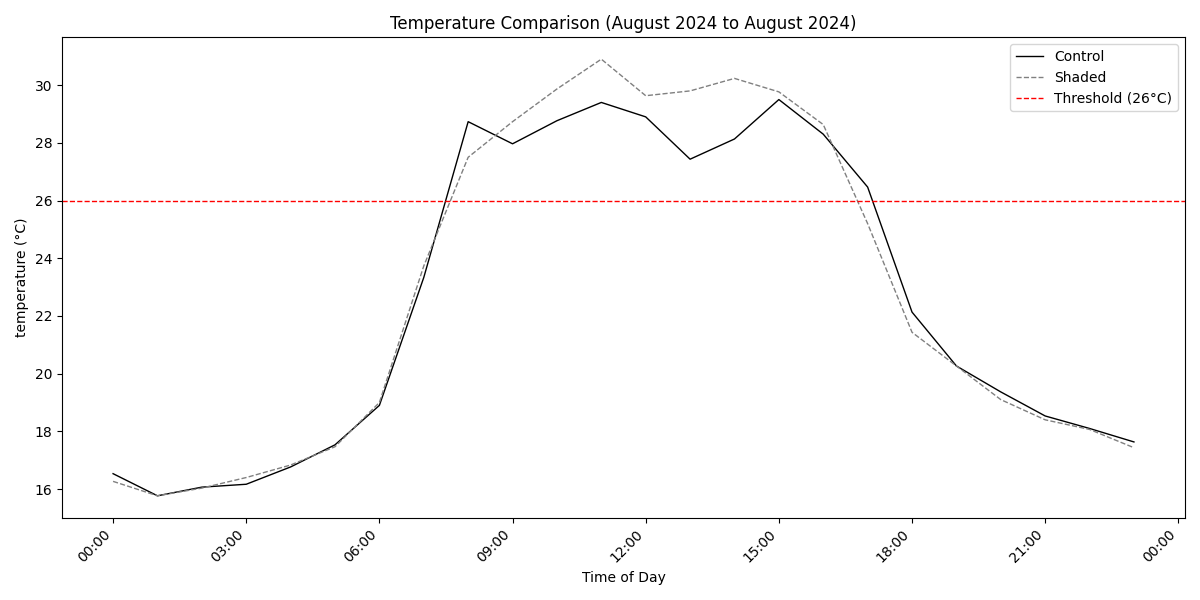 Temperature Comparison (August 2024 to August 2024)
Control
Shaded
Threshold (26°C)
temperature (°C)
30
28
26
24
22
20
18
16
00:00
03:00
06:00
09:00
12:00
15:00
18:00
21:00
00:00
Time of Day